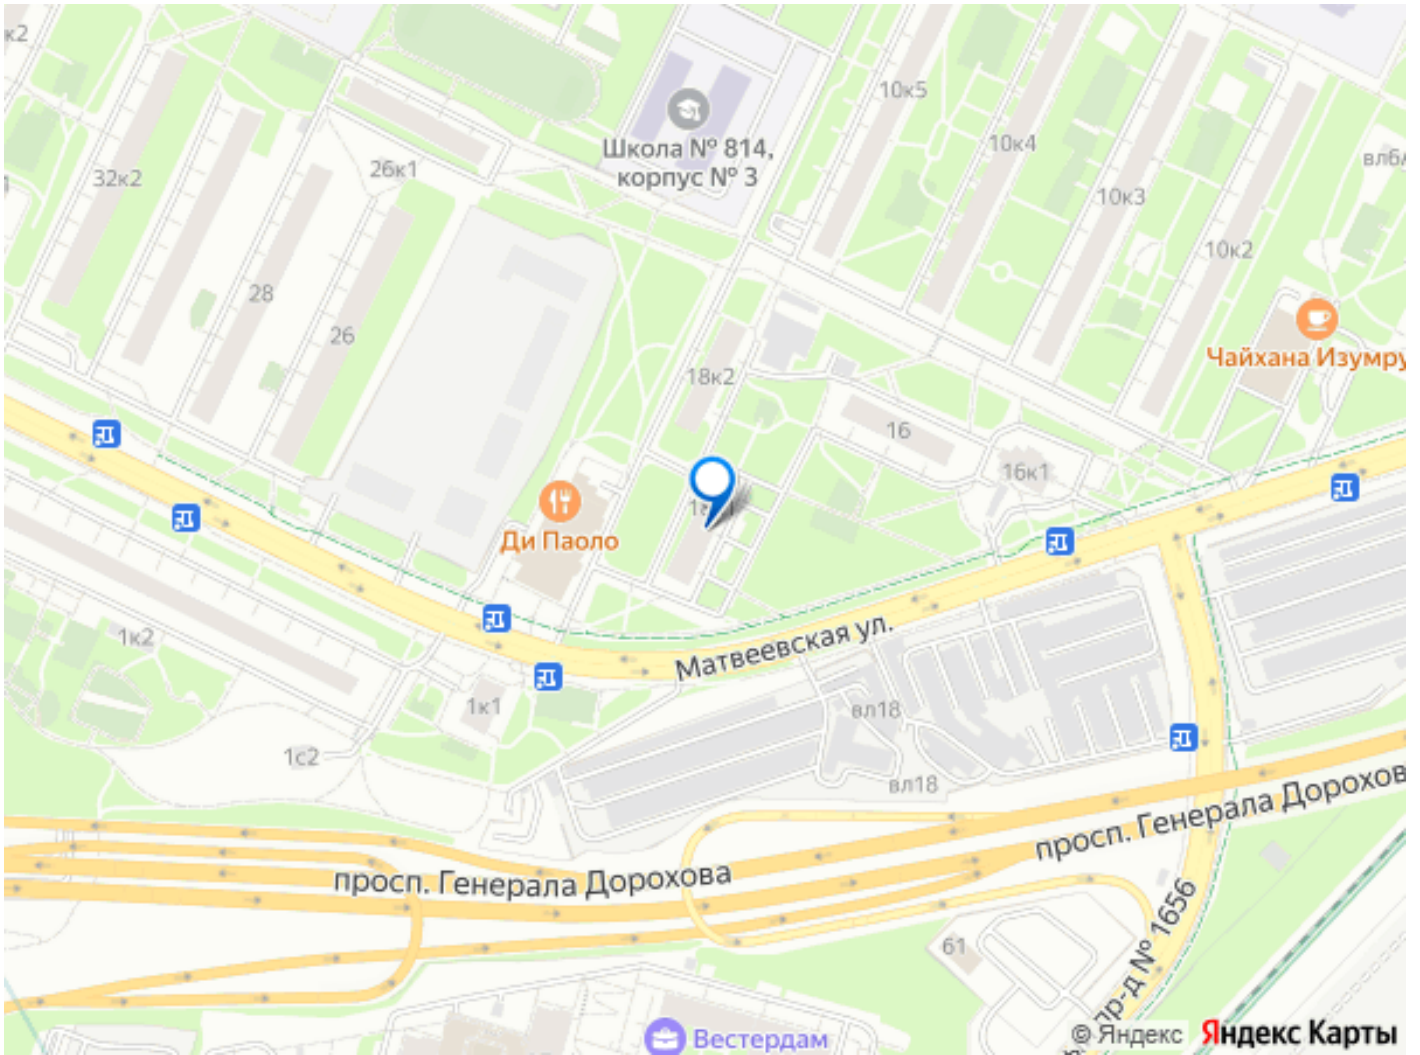 к2
10к5
Школа № 814,
корпус № 3
10к4
32к2
26к1
10к3
10к2
28
26
Чайхана Изумру
18к2
16
16к1
Ди Паоло
1к2
Матвеевская ул.
1к1
вл18
1с2
вл18
просп. Генерала Дорохов
просп. Генерала Дорохова
61
пр-д № 1656
Вестердам
© Яндекс
Яндекс Карты